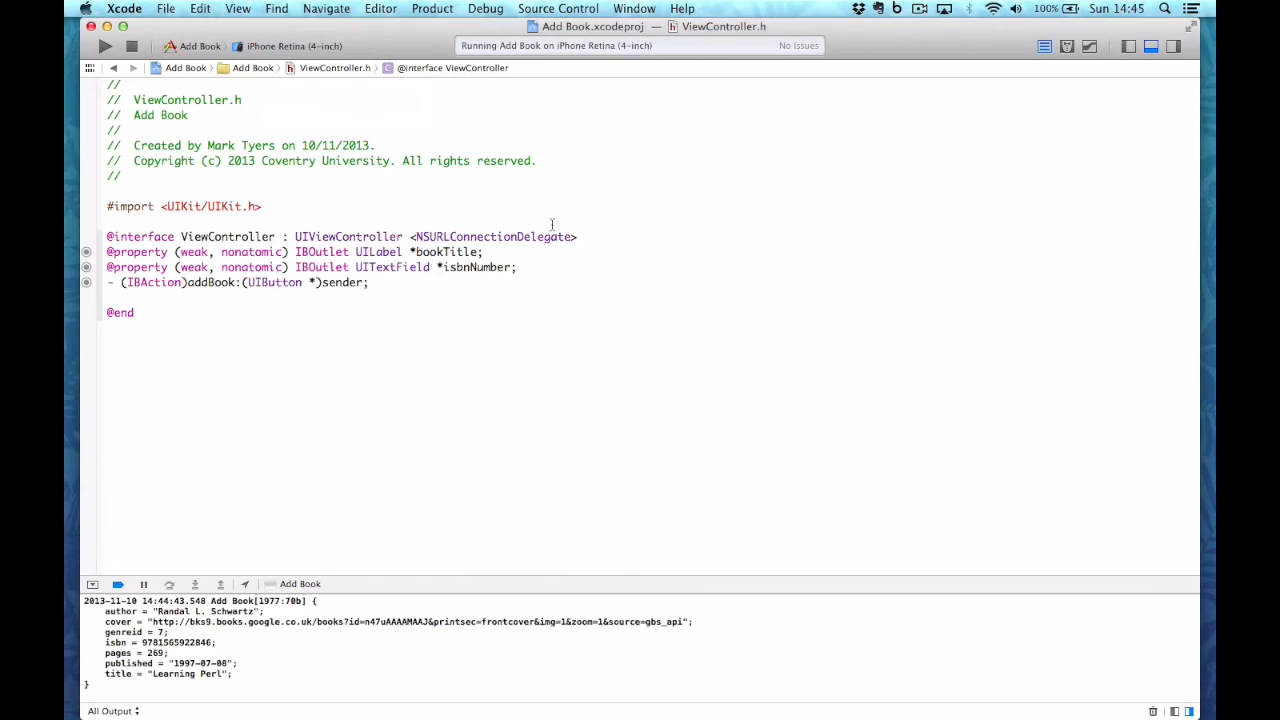 Xcode File Edit View Find Navigate Editor Product Debug Source Control Window Help 100% Sun 14:45
Add Book.xcodeproj — ViewController.h
Add Book iPhone Retina (4-inch) Running Add Book on iPhone Retina (4-inch) No Issues
Add Book Add Book ViewController.h @interface ViewController
//
// ViewController.h
// Add Book
//
// Created by Mark Tyers on 10/11/2013.
// Copyright (c) 2013 Coventry University. All rights reserved.
//
#import <UIKit/UIKit.h>
@interface ViewController : UIViewController <NSURLConnectionDelegate>
@property (weak, nonatomic) IBOutlet UILabel *bookTitle;
@property (weak, nonatomic) IBOutlet UITextField *isbnNumber;
- (IBAction)addBook:(UIButton *)sender;
@end
Add Book
2013-11-10 14:44:43.548 Add Book[1977:70b] {
author = "Randal L. Schwartz";
cover = "http://bks9.books.google.co.uk/books?id=n47uAAAAMAAJ&printsec=frontcover&img=1&zoom=1&source=gbs_api";
genreid = 7;
isbn = 9781565922846;
pages = 269;
published = "1997-07-08";
title = "Learning Perl";
}
All Output